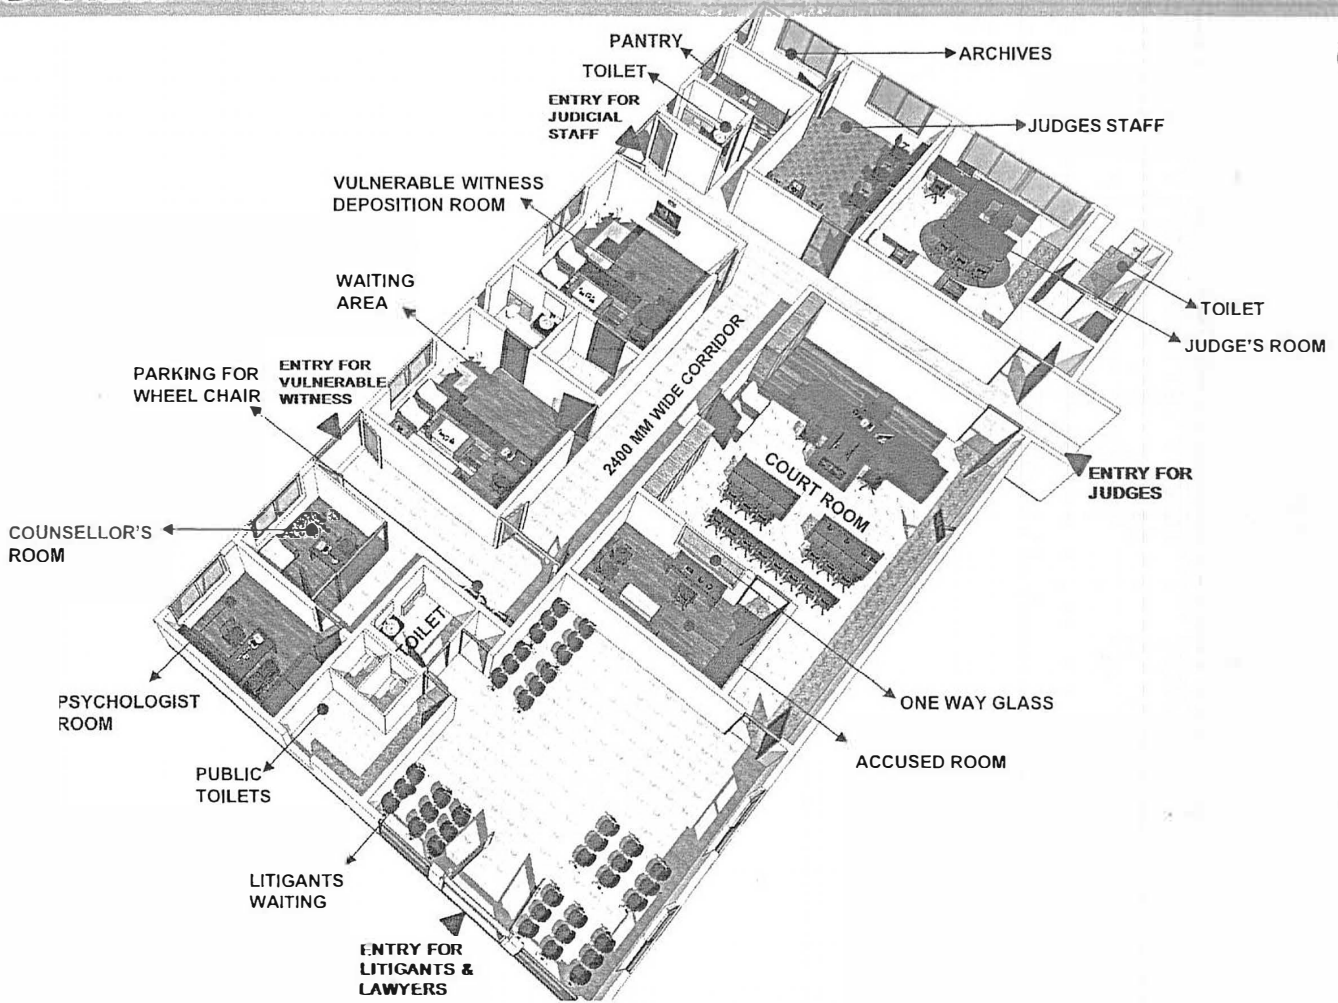 PANTRY
ARCHIVES
TOILET
ENTRY FOR
JUDICIAL
STAFF
JUDGES STAFF
VULNERABLE WITNESS
DEPOSITION ROOM
WAITING
AREA
TOILET
JUDGE'S ROOM
PARKING FOR
WHEEL CHAIR
ENTRY FOR
VULNERABLE
WITNESS
2400 MM WIDE CORRIDOR
COURT ROOM
ENTRY FOR
JUDGES
COUNSELLOR'S
ROOM
TOILET
PSYCHOLOGIST
ROOM
ONE WAY GLASS
ACCUSED ROOM
PUBLIC
TOILETS
LITIGANTS
WAITING
ENTRY FOR
LITIGANTS &
LAWYERS